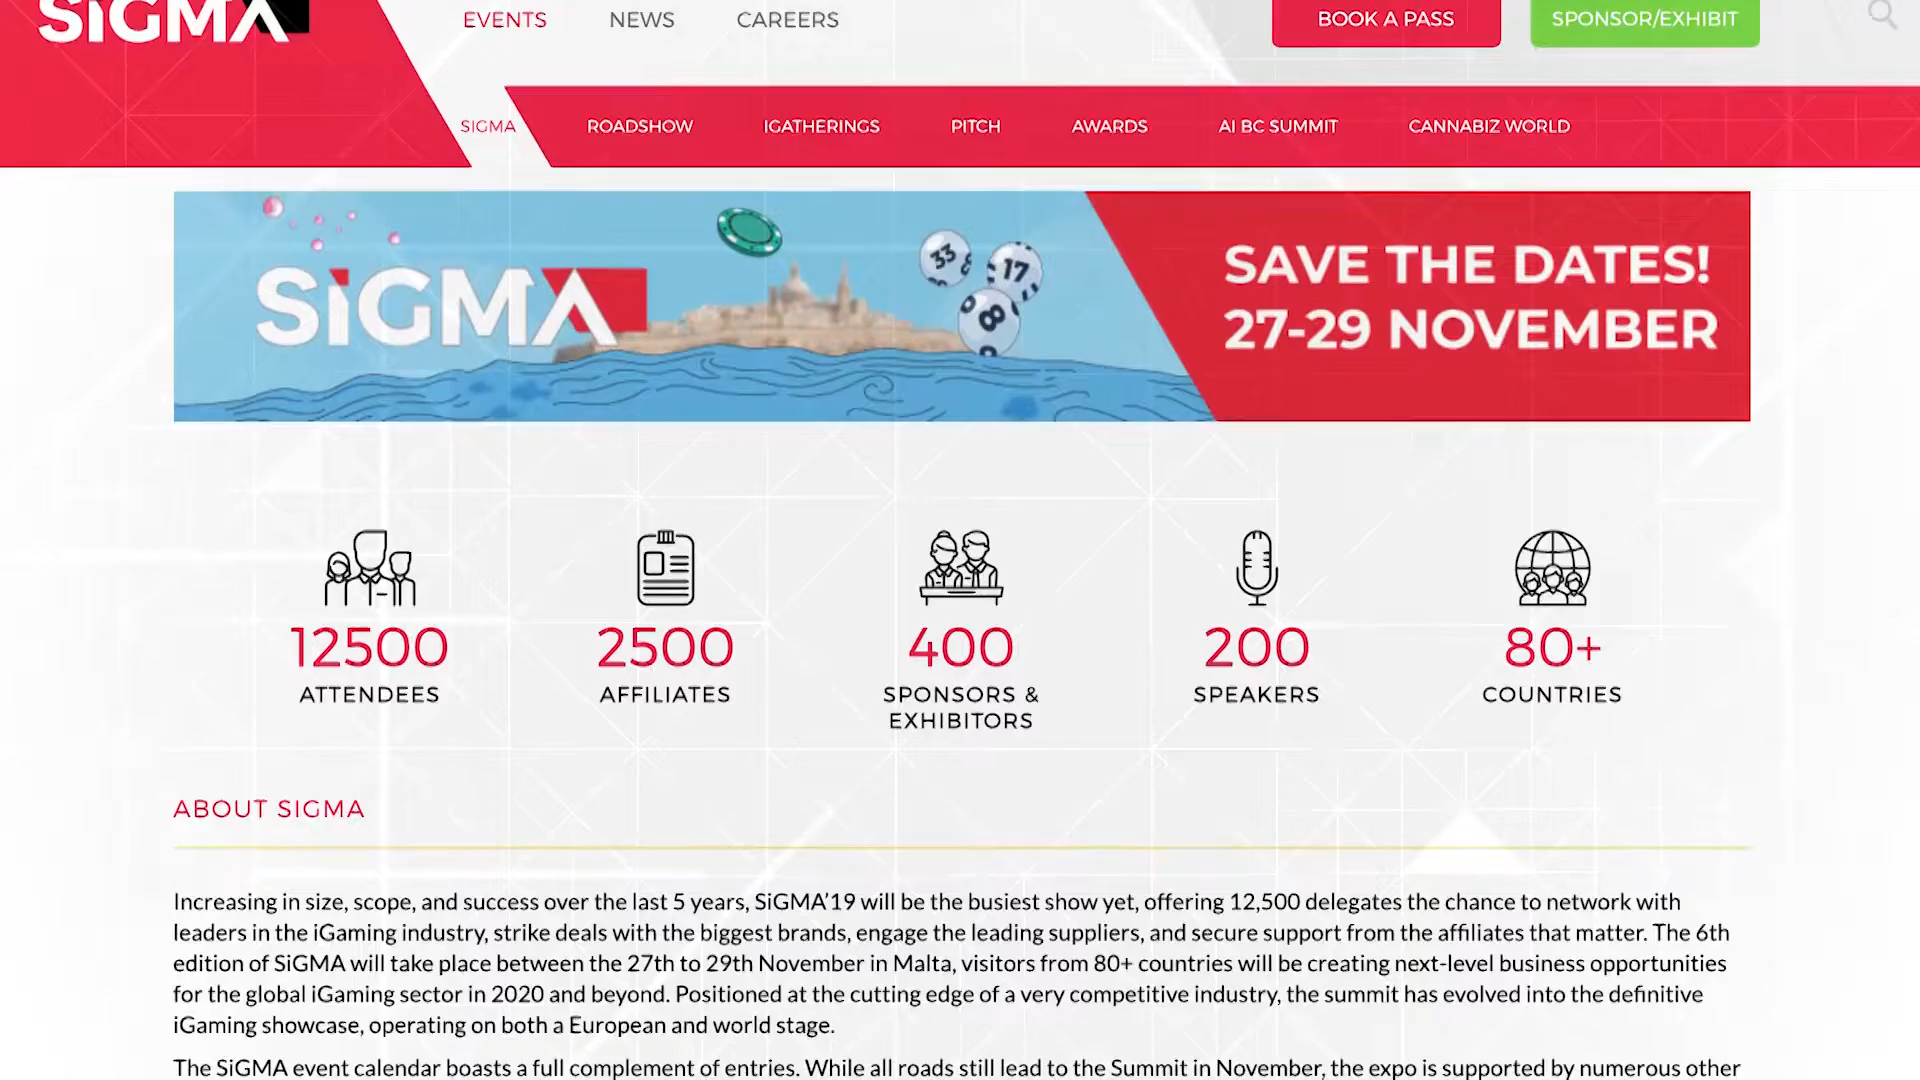 SiGMA
EVENTS NEWS CAREERS BOOK A PASS SPONSOR/EXHIBIT
SIGMA ROADSHOW IGATHERINGS PITCH AWARDS AI BC SUMMIT CANNABIZ WORLD
SiGMA
33 8 17 8
SAVE THE DATES!
27-29 NOVEMBER
12500 2500 400 200 80+
ATTENDEES AFFILIATES SPONSORS & SPEAKERS COUNTRIES
EXHIBITORS
ABOUT SIGMA
Increasing in size, scope, and success over the last 5 years, SiGMA’19 will be the busiest show yet, offering 12,500 delegates the chance to network with
leaders in the iGaming industry, strike deals with the biggest brands, engage the leading suppliers, and secure support from the affiliates that matter. The 6th
edition of SiGMA will take place between the 27th to 29th November in Malta, visitors from 80+ countries will be creating next-level business opportunities
for the global iGaming sector in 2020 and beyond. Positioned at the cutting edge of a very competitive industry, the summit has evolved into the definitive
iGaming showcase, operating on both a European and world stage.
The SiGMA event calendar boasts a full complement of entries. While all roads still lead to the Summit in November, the expo is supported by numerous other